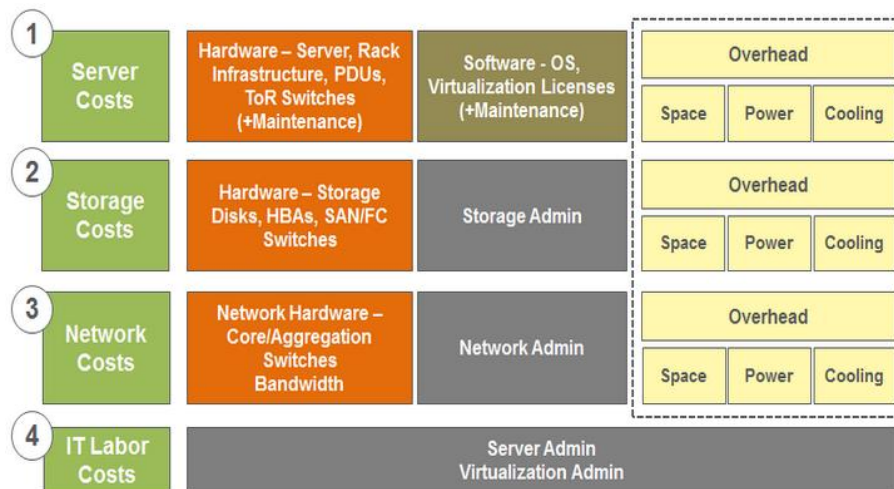 1
Server
Costs
Hardware – Server, Rack
Infrastructure, PDUs,
ToR Switches
(+Maintenance)
Software - OS,
Virtualization Licenses
(+Maintenance)
Overhead
Space
Power
Cooling
2
Storage
Costs
Hardware – Storage
Disks, HBAs, SAN/FC
Switches
Storage Admin
Overhead
Space
Power
Cooling
3
Network
Costs
Network Hardware –
Core/Aggregation
Switches
Bandwidth
Network Admin
Overhead
Space
Power
Cooling
4
IT Labor
Costs
Server Admin
Virtualization Admin